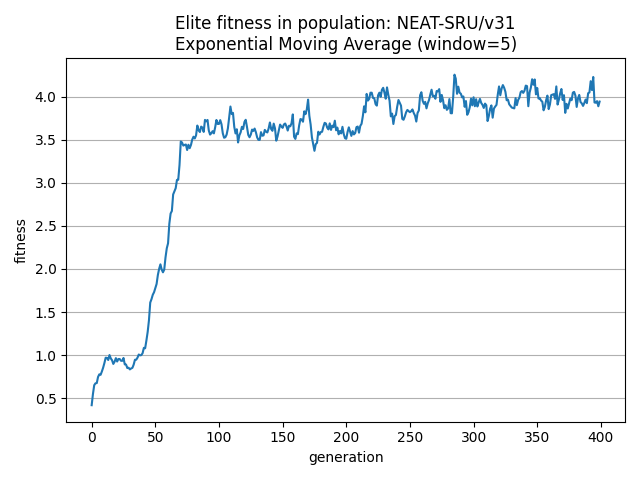 Elite fitness in population: NEAT-SRU/v31
Exponential Moving Average (window=5)
fitness
4.0
3.5
3.0
2.5
2.0
1.5
1.0
0.5
0 50 100 150 200 250 300 350 400
generation